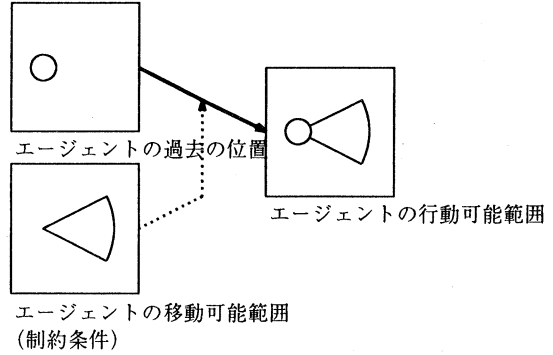 エージェントの過去の位置
エージェントの行動可能範囲
エージェントの移動可能範囲
(制約条件)